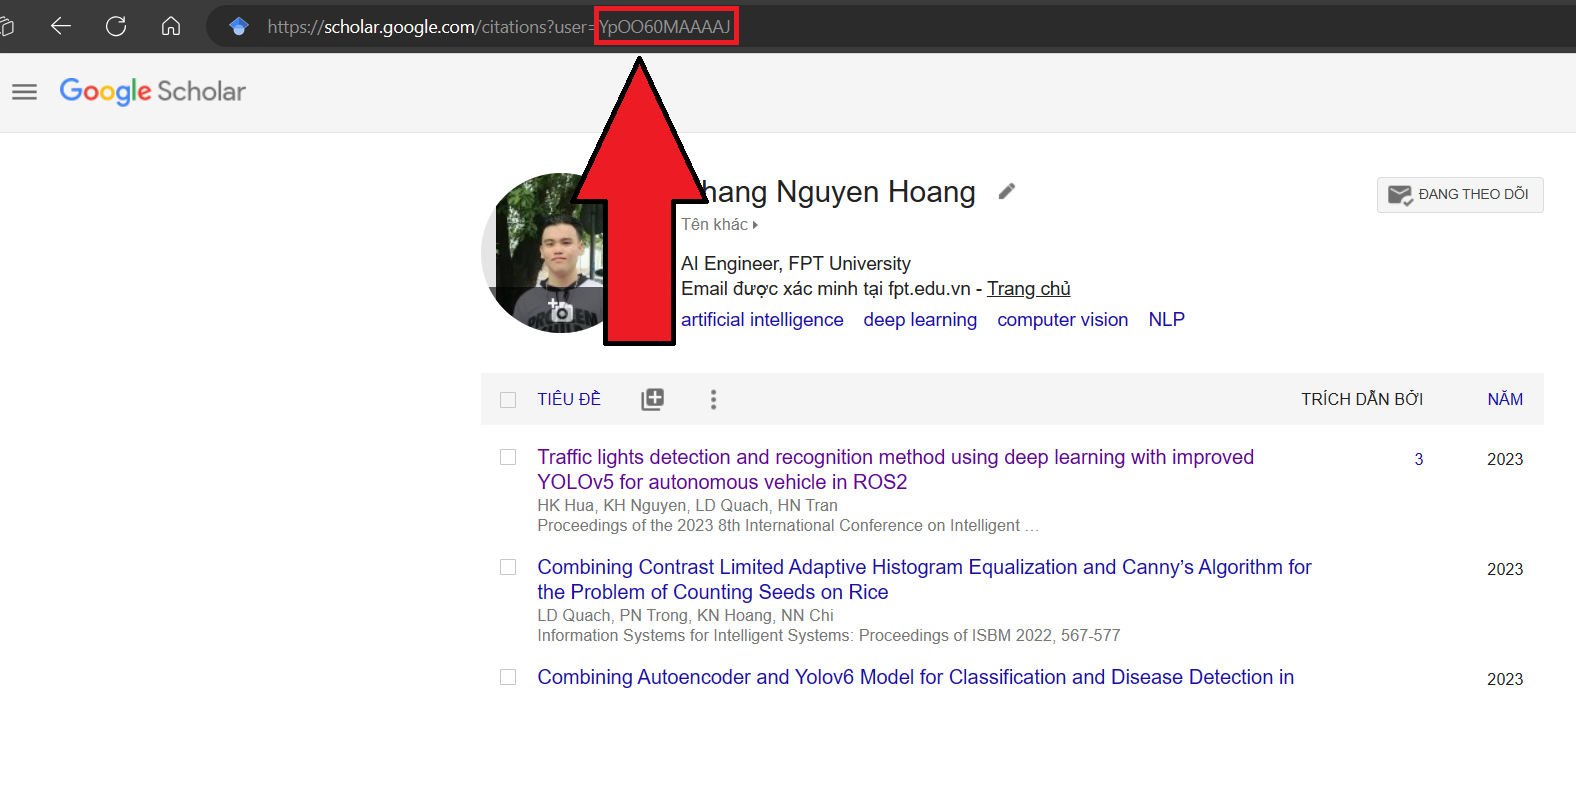 https://scholar.google.com/citations?user=YpOO60MAAAAJ
Google Scholar
Nguyen Hoang
ĐANG THEO DÕI
Tên khác
AI Engineer, FPT University
Email được xác minh tại fpt.edu.vn - Trang chủ
artificial intelligence deep learning computer vision NLP
TIÊU ĐỀ TRÍCH DẪN BỞI NĂM
Traffic lights detection and recognition method using deep learning with improved 3 2023
YOLOv5 for autonomous vehicle in ROS2
HK Hua, KH Nguyen, LD Quach, HN Tran
Proceedings of the 2023 8th International Conference on Intelligent …
Combining Contrast Limited Adaptive Histogram Equalization and Canny’s Algorithm for 2023
the Problem of Counting Seeds on Rice
LD Quach, PN Trong, KN Hoang, NN Chi
Information Systems for Intelligent Systems: Proceedings of ISBM 2022, 567-577
Combining Autoencoder and Yolov6 Model for Classification and Disease Detection in 2023